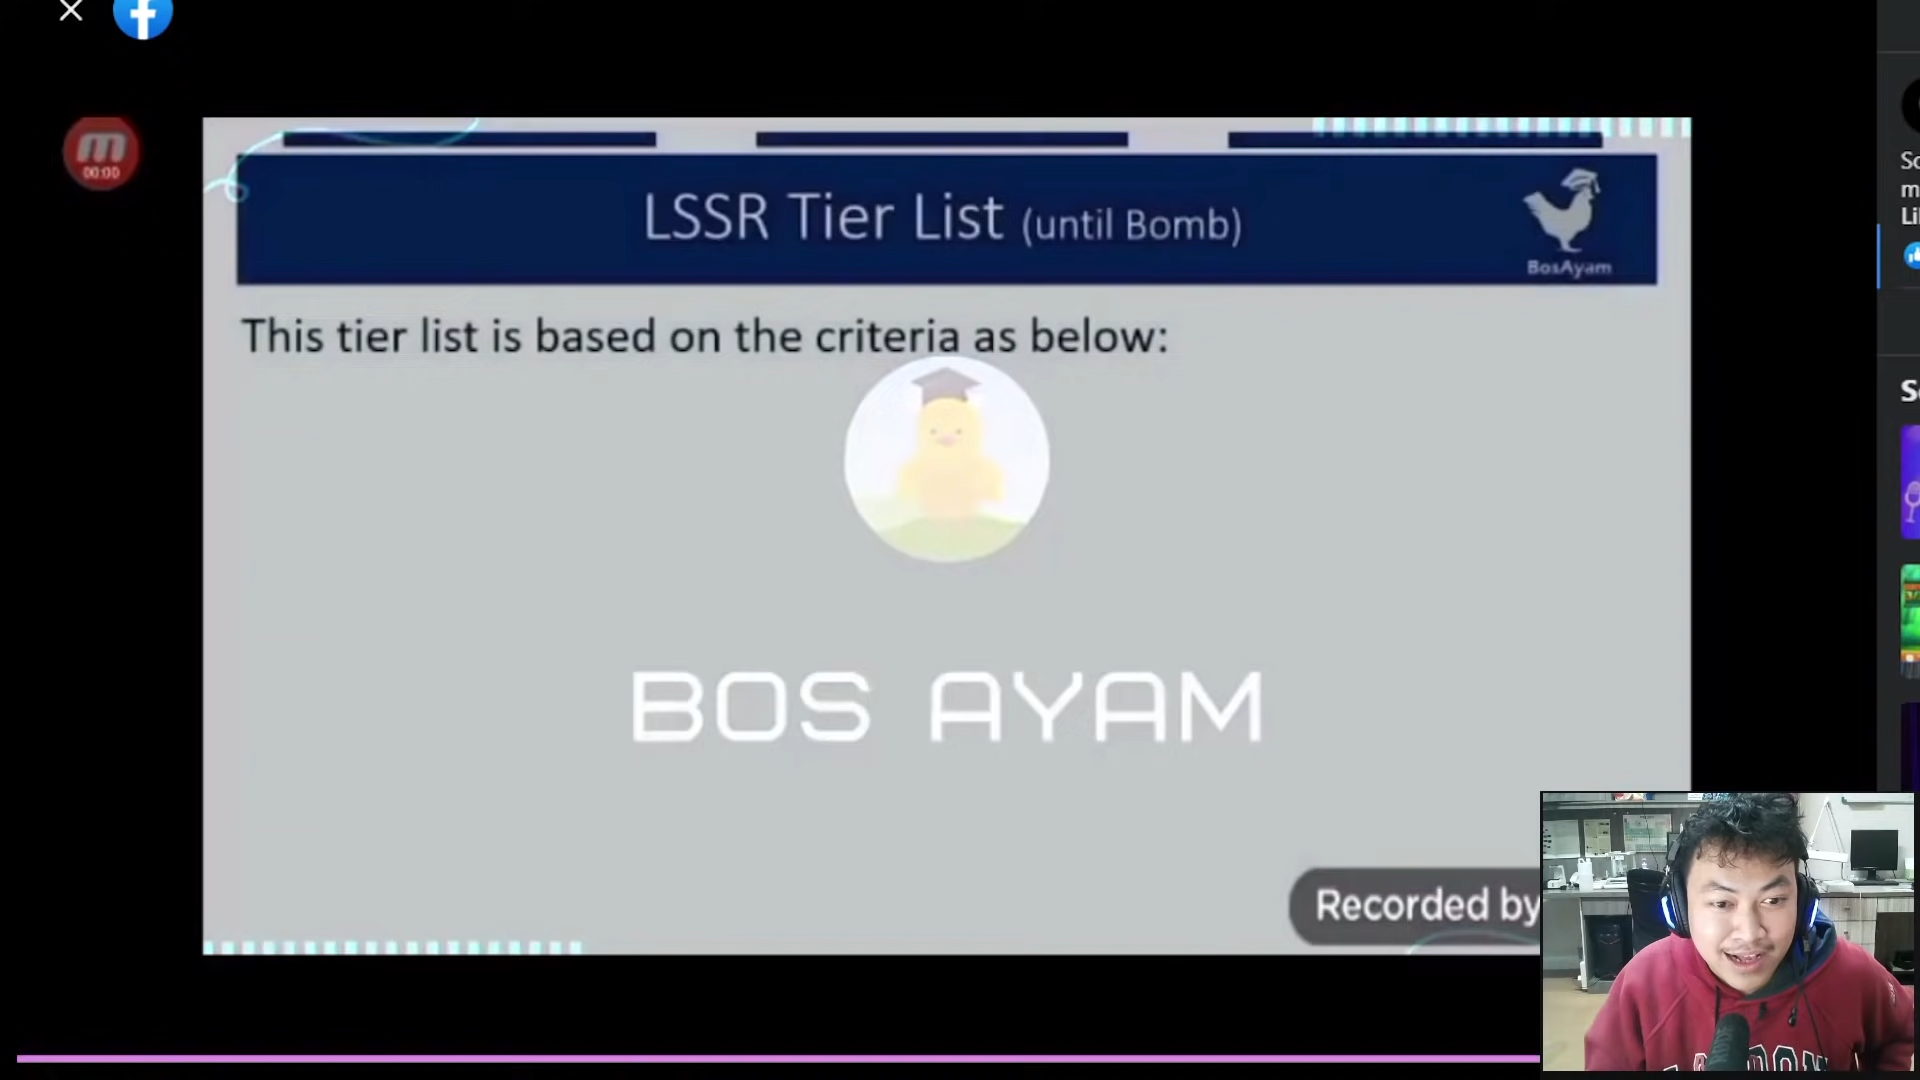 m
00:00
LSSR Tier List (until Bomb)
BosAyam
This tier list is based on the criteria as below:
BOS AYAM
Recorded by